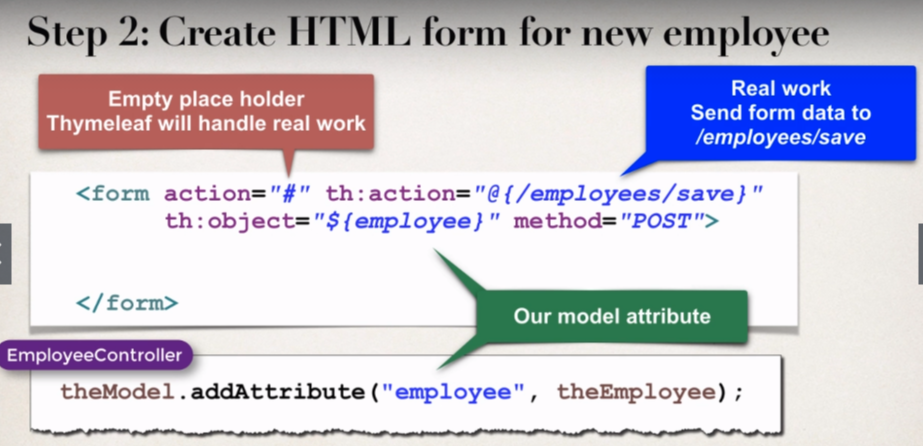 Step 2: Create HTML form for new employee
Empty place holder
Thymeleaf will handle real work
Real work
Send form data to
/employees/save
<form action="#" th:action="@{/employees/save}"
th:object="${employee}" method="POST">
</form>
Our model attribute
EmployeeController
theModel.addAttribute("employee", theEmployee);